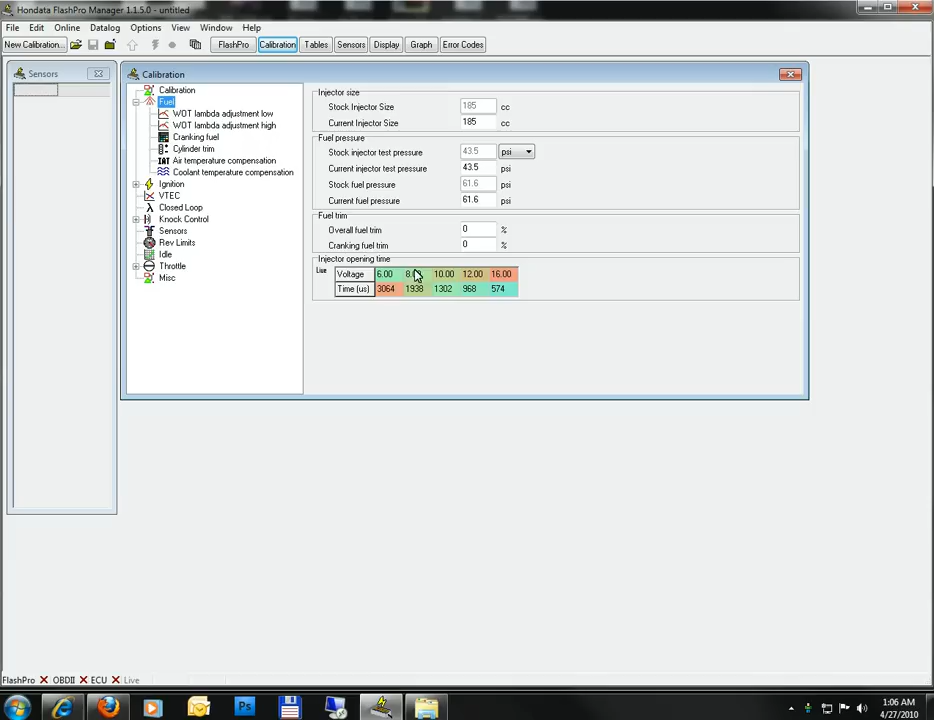 Hondata FlashPro Manager 1.1.5.0 - untitled
File Edit Online Datalog Options View Window Help
New Calibration... FlashPro Calibration Tables Sensors Display Graph Error Codes
Sensors
Calibration
Calibration
Fuel
WOT lambda adjustment low
WOT lambda adjustment high
Cranking fuel
Cylinder trim
IAT Air temperature compensation
Coolant temperature compensation
Ignition
VTEC
λ Closed Loop
Knock Control
Sensors
Rev Limits
Idle
Throttle
Misc
Injector size
Stock Injector Size 185 cc
Current Injector Size 185 cc
Fuel pressure
Stock injector test pressure 43.5 psi
Current injector test pressure 43.5 psi
Stock fuel pressure 61.6 psi
Current fuel pressure 61.6 psi
Fuel trim
Overall fuel trim 0 %
Cranking fuel trim 0 %
Injector opening time
Live
Voltage 6.00 10.00 12.00 16.00
Time (us) 3064 1938 1302 968 574
FlashPro OBDII ECU Live
Ps
1:06 AM
4/27/2010